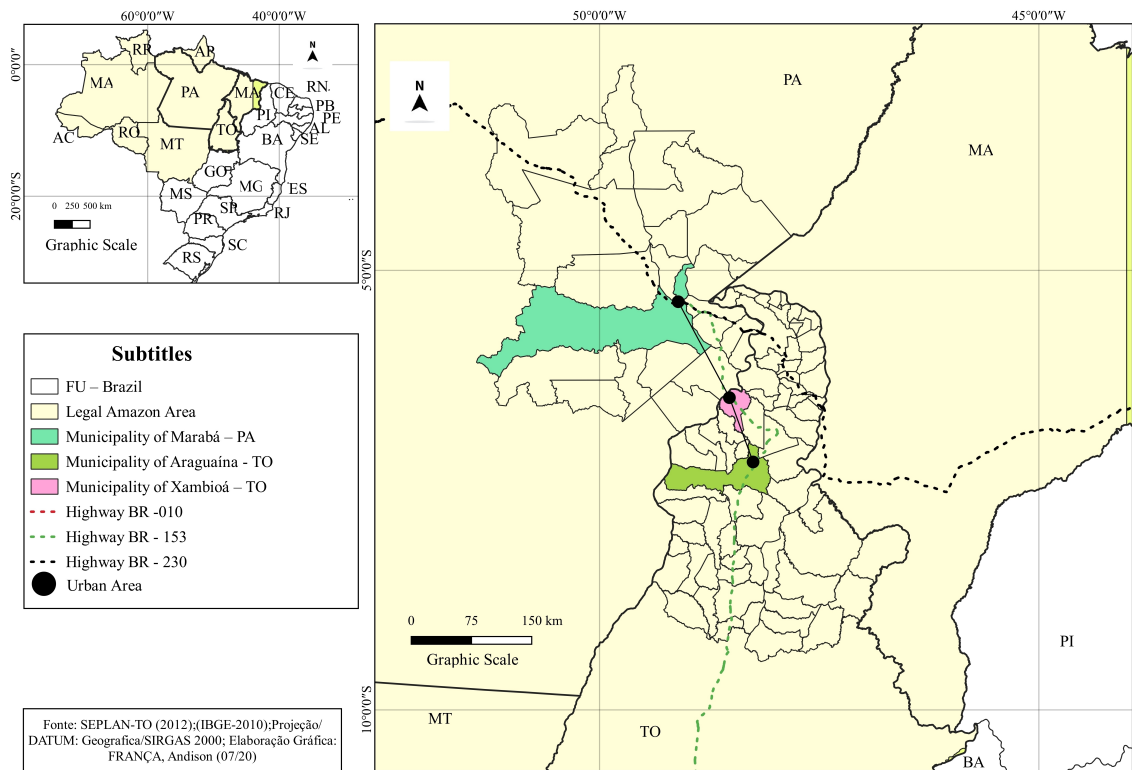 60°0'0"W
40°0'0"W
0°0'0"
20°0'0"S
N
RR
AP
MA
PA
MA
CE
RN
PB
PI
PE
AL
SE
AC
RO
TO
BA
MT
GO
MG
ES
MS
SP
RJ
PR
SC
RS
0 250 500 km
Graphic Scale
Subtitles
FU – Brazil
Legal Amazon Area
Municipality of Marabá – PA
Municipality of Araguaína - TO
Municipality of Xambioá – TO
Highway BR -010
Highway BR - 153
Highway BR - 230
Urban Area
Fonte: SEPLAN-TO (2012);(IBGE-2010);Projeção/
DATUM: Geografica/SIRGAS 2000; Elaboração Gráfica:
FRANÇA, Andison (07/20)
50°0'0"W
45°0'0"W
5°0'0"S
10°0'0"S
N
PA
MA
PI
MT
TO
BA
0 75 150 km
Graphic Scale